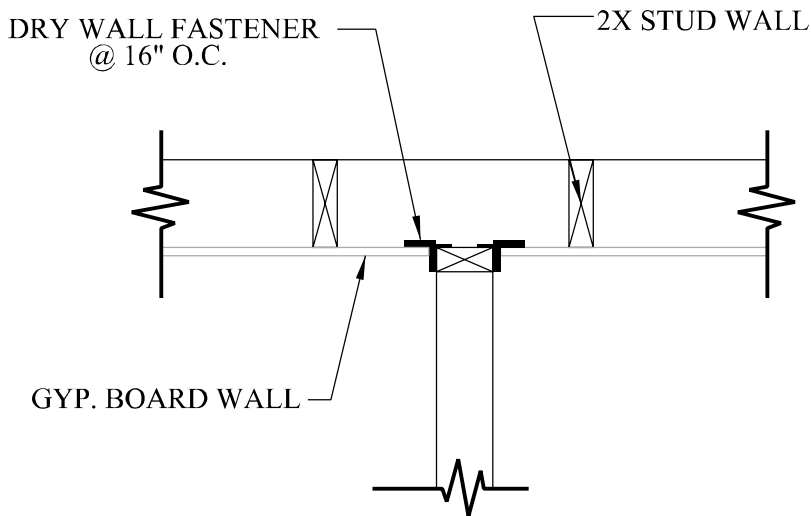 DRY WALL FASTENER
@ 16" O.C.
2X STUD WALL
GYP. BOARD WALL